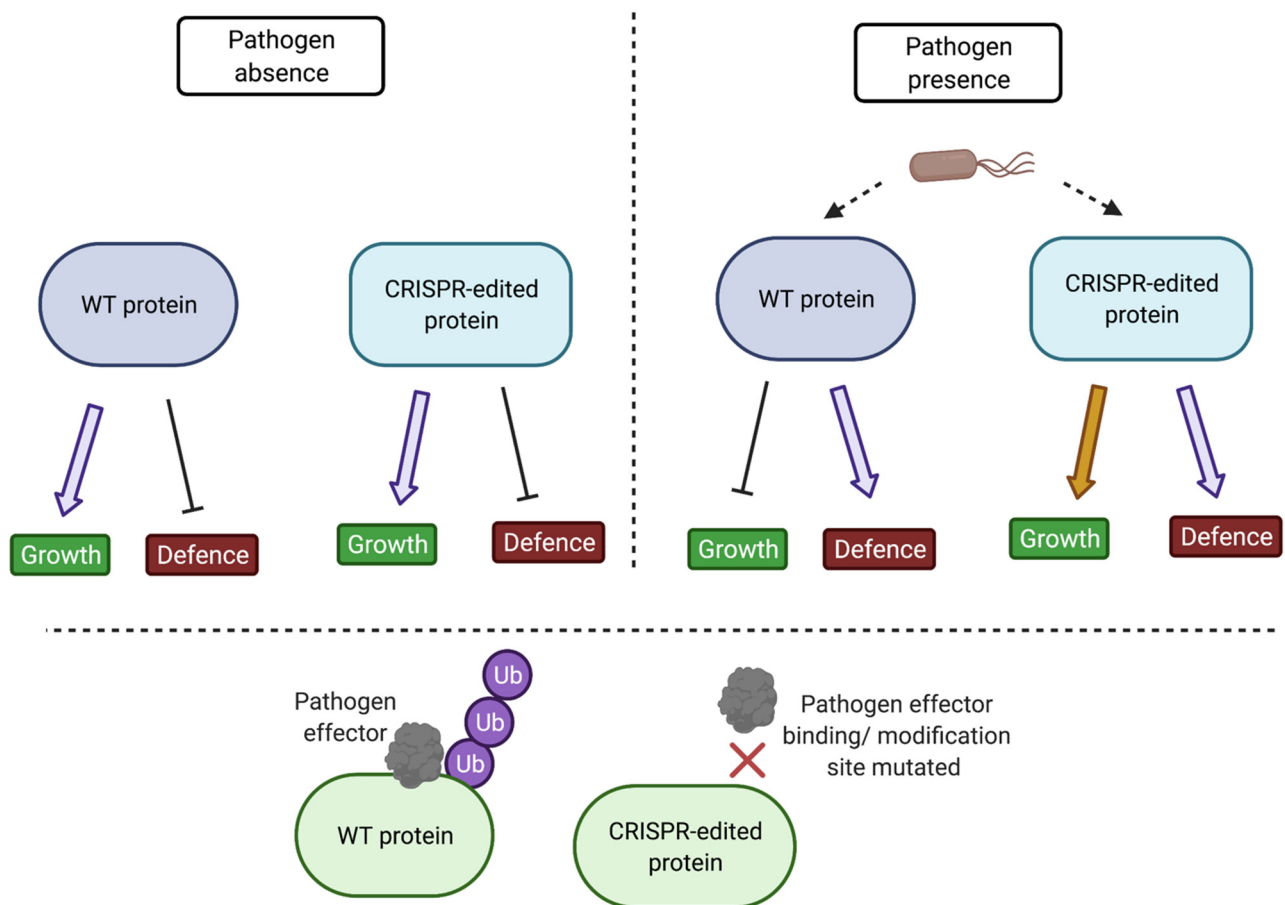 Pathogen
absence
Pathogen
presence
WT protein
CRISPR-edited
protein
WT protein
CRISPR-edited
protein
Growth
Defence
Growth
Defence
Growth
Defence
Growth
Defence
Pathogen
effector
Ub
Ub
Ub
WT protein
Pathogen effector
binding/ modification
site mutated
CRISPR-edited
protein